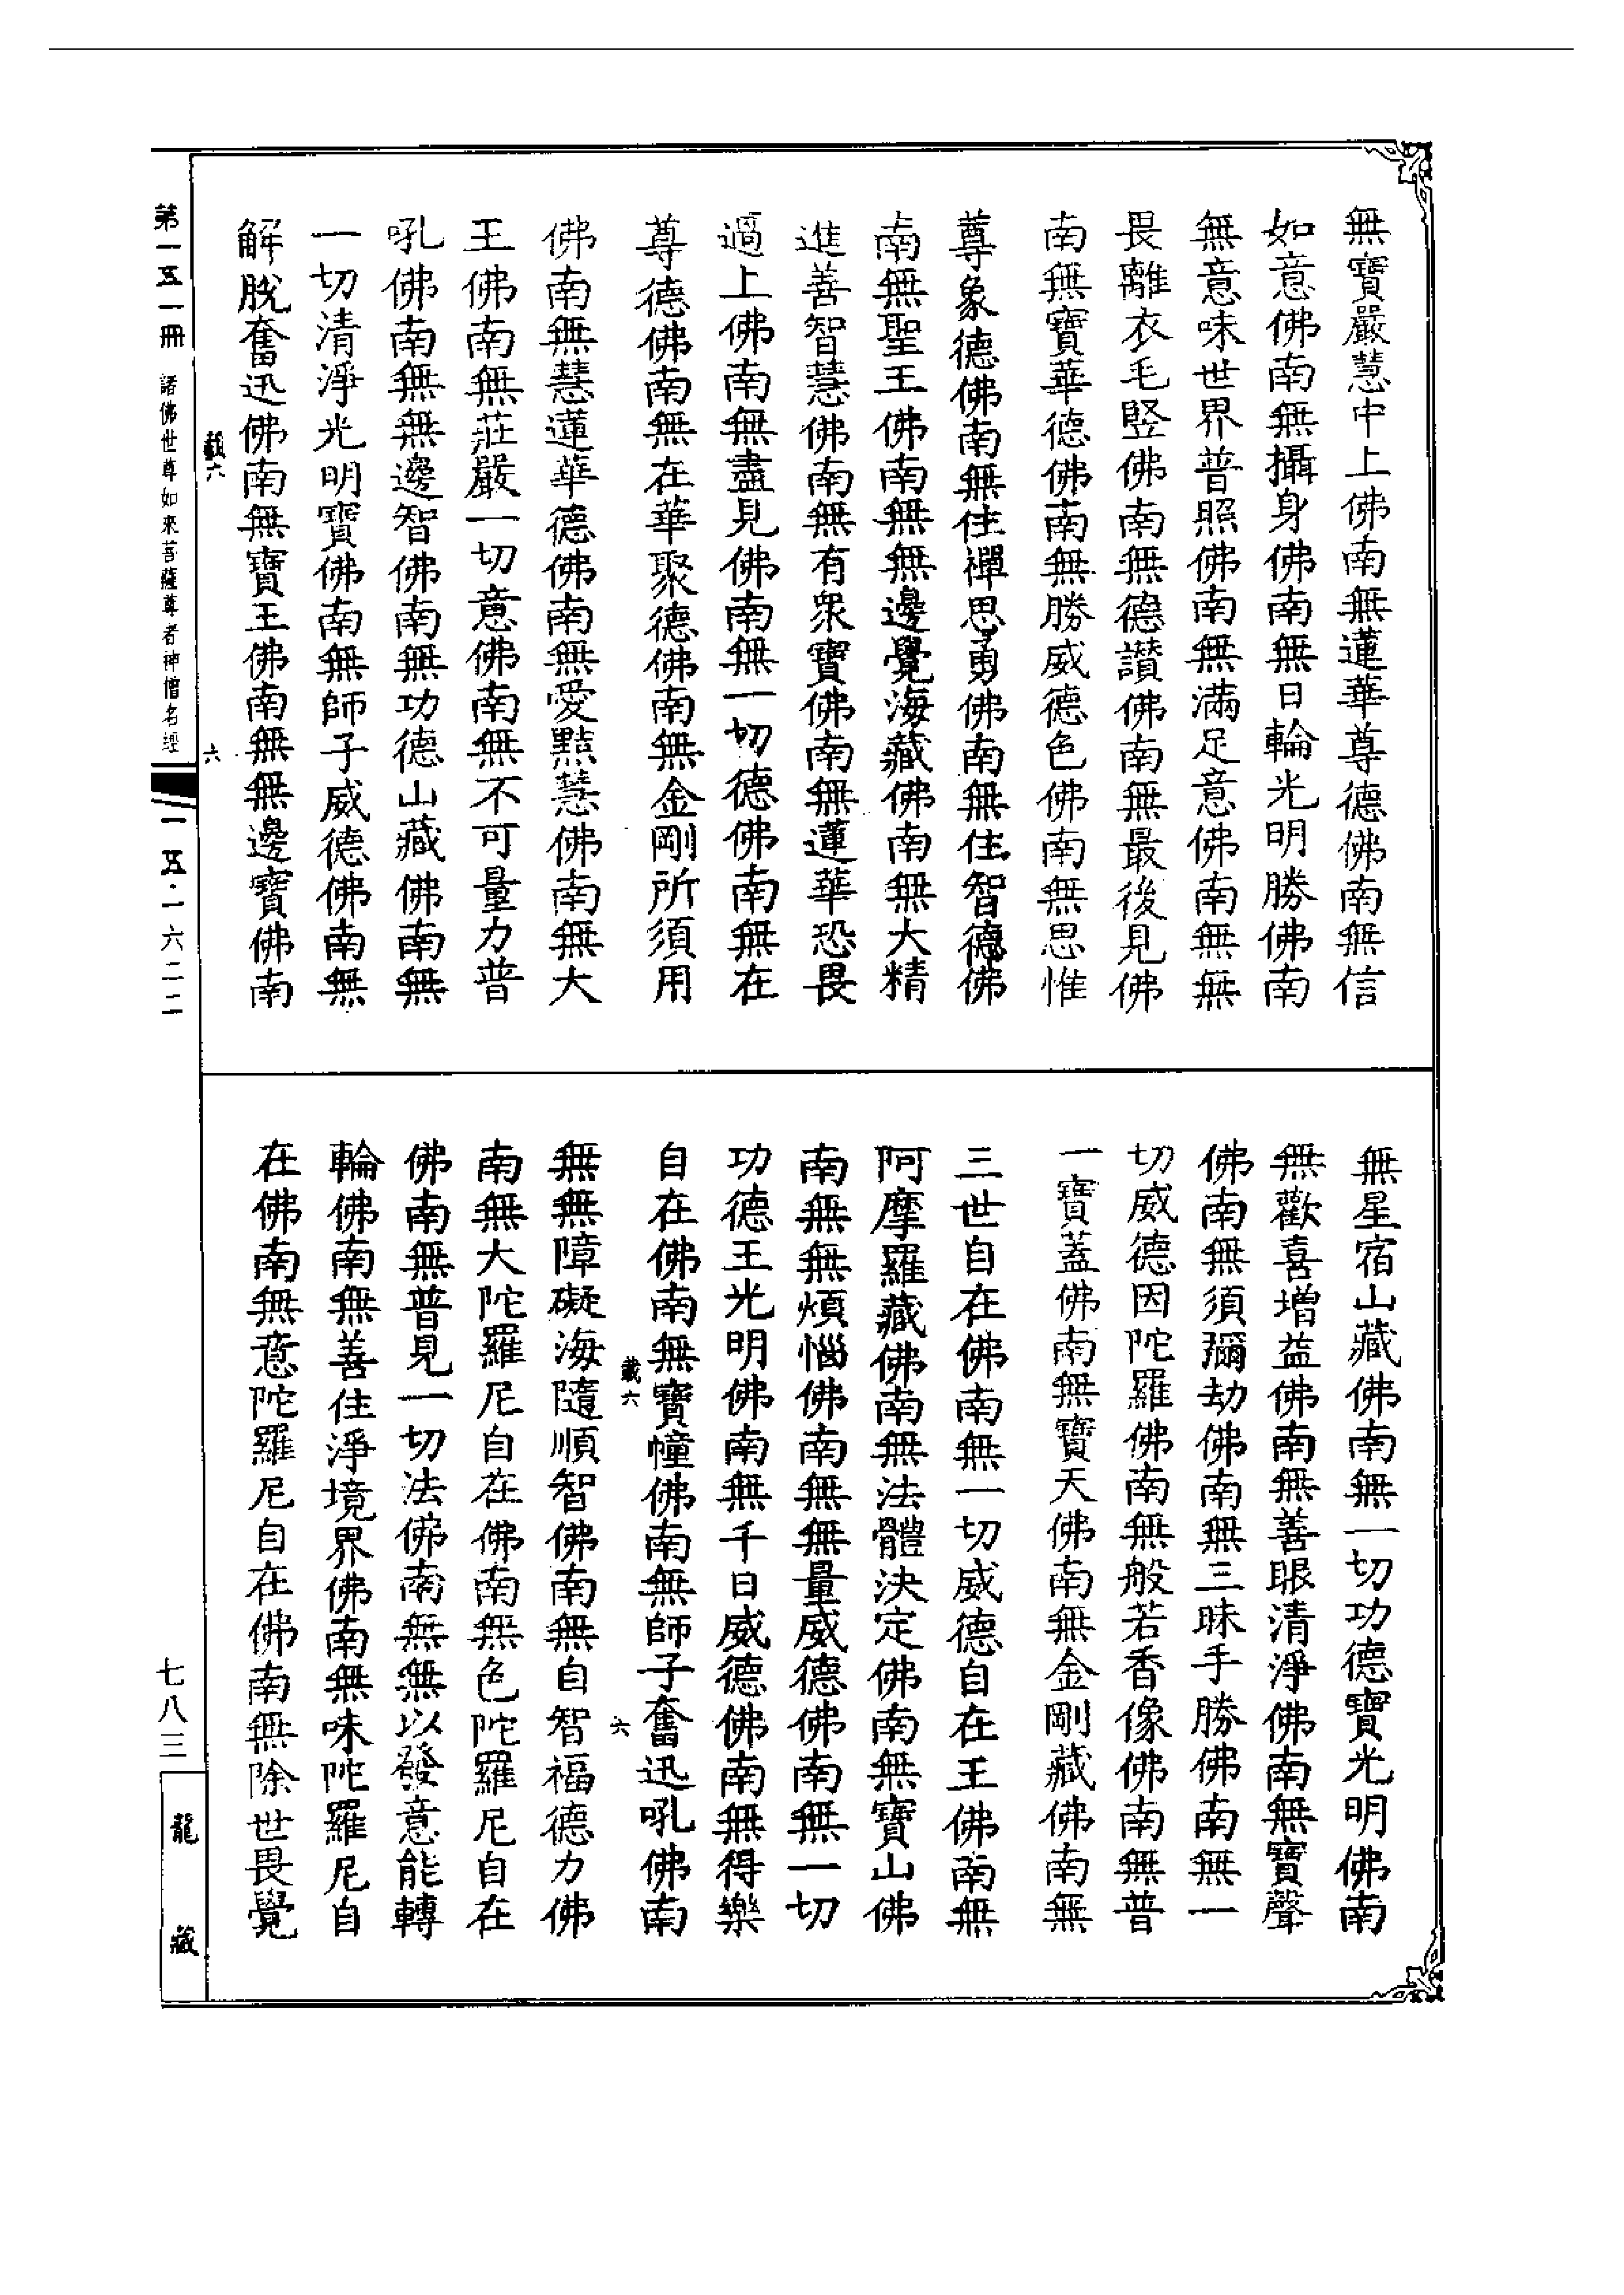 無寶嚴慧中上佛南無蓮華尊德佛南無信
如意佛南無攝身佛南無日輪光明勝佛南
無意味世界普照佛南無滿足意佛南無無
畏離衣毛竪佛南無德讃佛南無最後見佛
南無寶華德佛南無勝威德色佛南無思惟
尊象德佛南無住禪思勇佛南無住智德佛
南無聖王佛南無無邊覺海藏佛南無大精
進善智慧佛南無有眾寶佛南無蓮華恐畏
過上佛南無盡見佛南無一切德佛南無在
尊德佛南無在華聚德佛南無金剛所須用
佛南無慧蓮華德佛南無愛點慧佛南無大
王佛南無莊嚴一切意佛南無不可量力普
吼佛南無無邊智佛南無功德山藏佛南無
一切清淨光明寶佛南無師子威德佛南無
解脫奮迅佛南無寶王佛南無無邊寶佛南
無星宿山藏佛南無一切功德寶光明佛南
無歡喜增益佛南無善眼清淨佛南無寶聲
佛南無須彌劫佛南無三昧手勝佛南無一
切威德因陀羅佛南無般若香像佛南無普
一寶蓋佛南無寶天佛南無金剛藏佛南無
三世自在佛南無一切威德自在王佛南無
阿摩羅藏佛南無法體決定佛南無寶山佛
南無無煩惱佛南無無量威德佛南無一切
功德王光明佛南無千日威德佛南無得樂
自在佛南無寶幢佛南無師子奮迅吼佛南
載六
六
無無障礙海隨順智佛南無自智福德力佛
南無大陀羅尼自在佛南無色陀羅尼自在
佛南無普見一切法佛南無無以發意能轉
輪佛南無善住淨境界佛南無味陀羅尼自
在佛南無意陀羅尼自在佛南無除世畏覺
載六
六
第一五一冊 諸佛世尊如來菩薩尊者神僧名經
一五·一六二二
七八三
龍藏